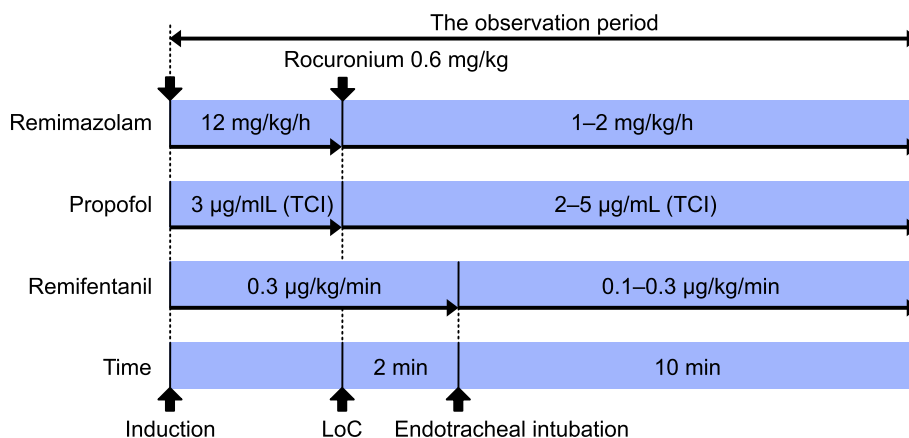 The observation period
Rocuronium 0.6 mg/kg
Remimazolam 12 mg/kg/h 1–2 mg/kg/h
Propofol 3 µg/mlL (TCI) 2–5 µg/mL (TCI)
Remifentanil 0.3 µg/kg/min 0.1–0.3 µg/kg/min
Time 2 min 10 min
Induction LoC Endotracheal intubation